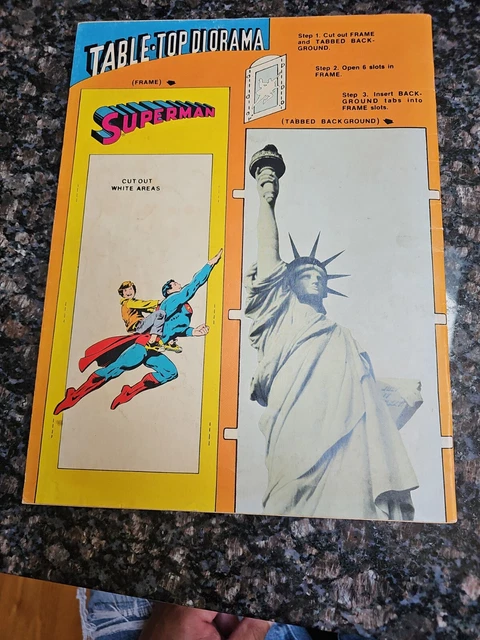 TABLE-TOP DIORAMA
Step 1. Cut out FRAME
and TABBED BACK-
GROUND.
Step 2. Open 6 slots in
FRAME.
Step 3. Insert BACK-
GROUND tabs into
FRAME slots.
(FRAME)
(TABBED BACKGROUND)
SUPERMAN
CUT OUT
WHITE AREAS